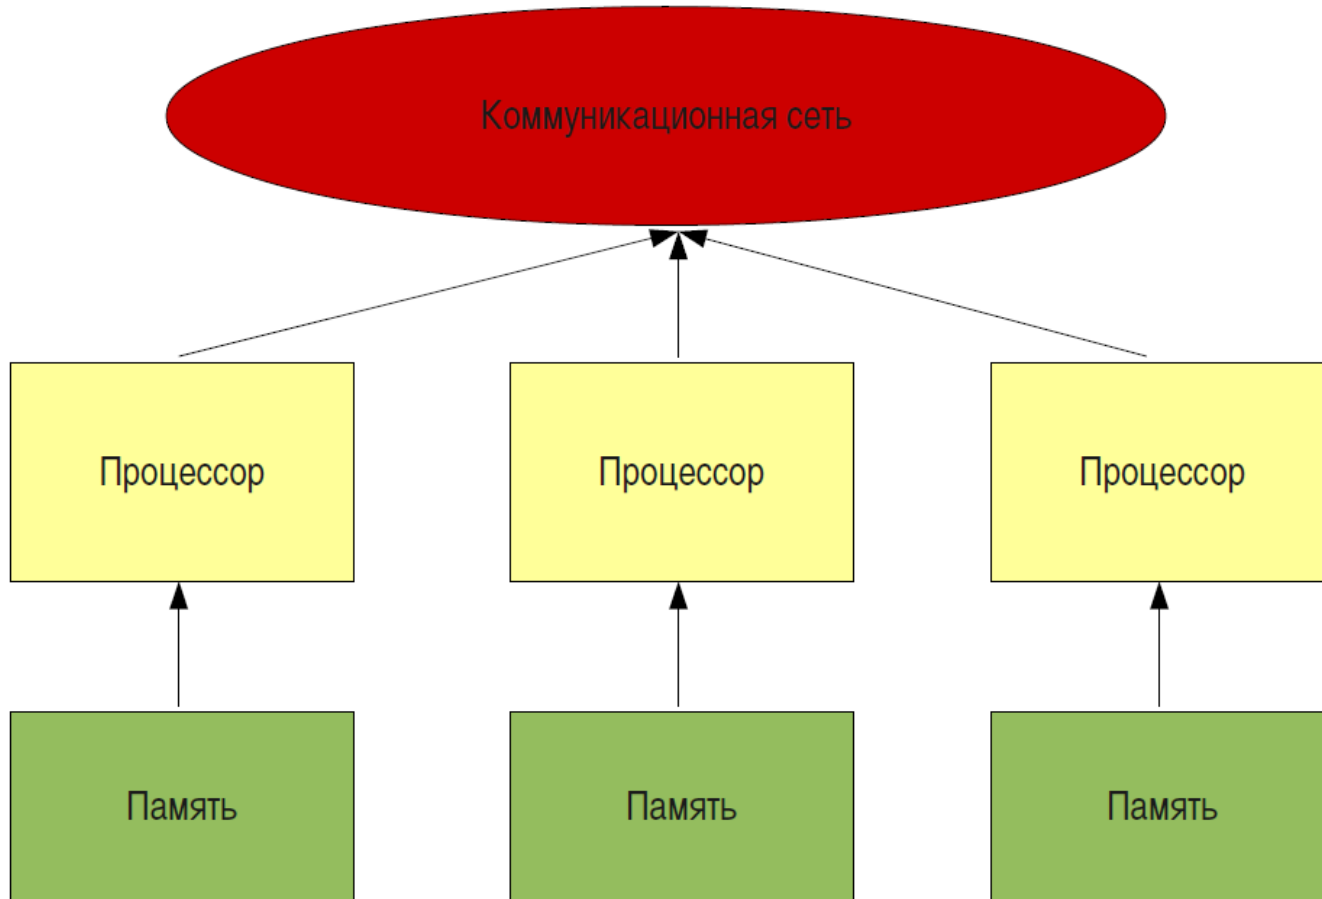 Коммуникационная сеть
Процессор
Процессор
Процессор
Память
Память
Память